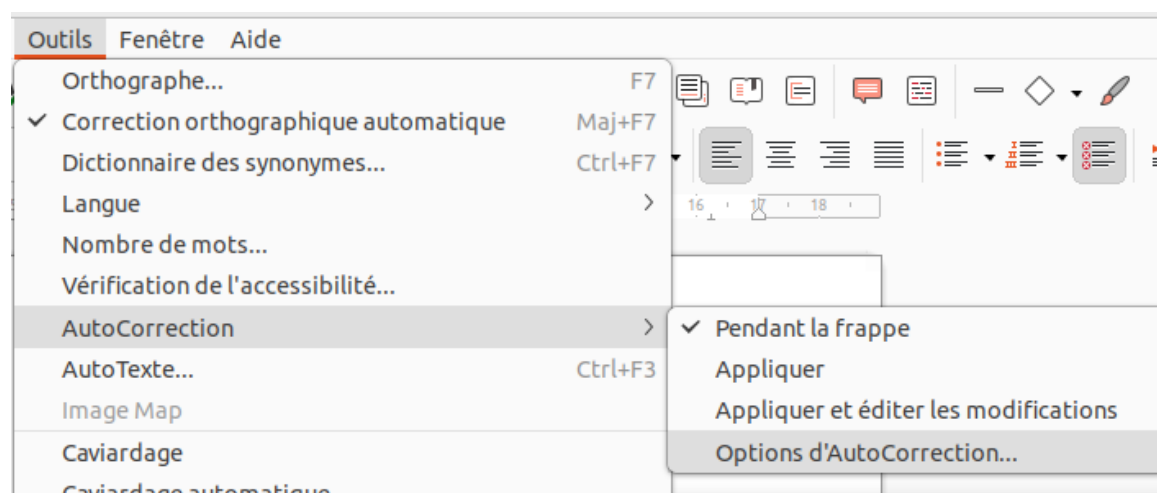 Outils Fenêtre Aide
Orthographe... F7
Correction orthographique automatique Maj+F7
Dictionnaire des synonymes... Ctrl+F7
Langue
16 17 18
Nombre de mots...
Vérification de l'accessibilité...
AutoCorrection
Pendant la frappe
AutoTexte... Ctrl+F3
Appliquer
Image Map
Appliquer et éditer les modifications
Caviardage
Options d'AutoCorrection...
Caviardage automatique